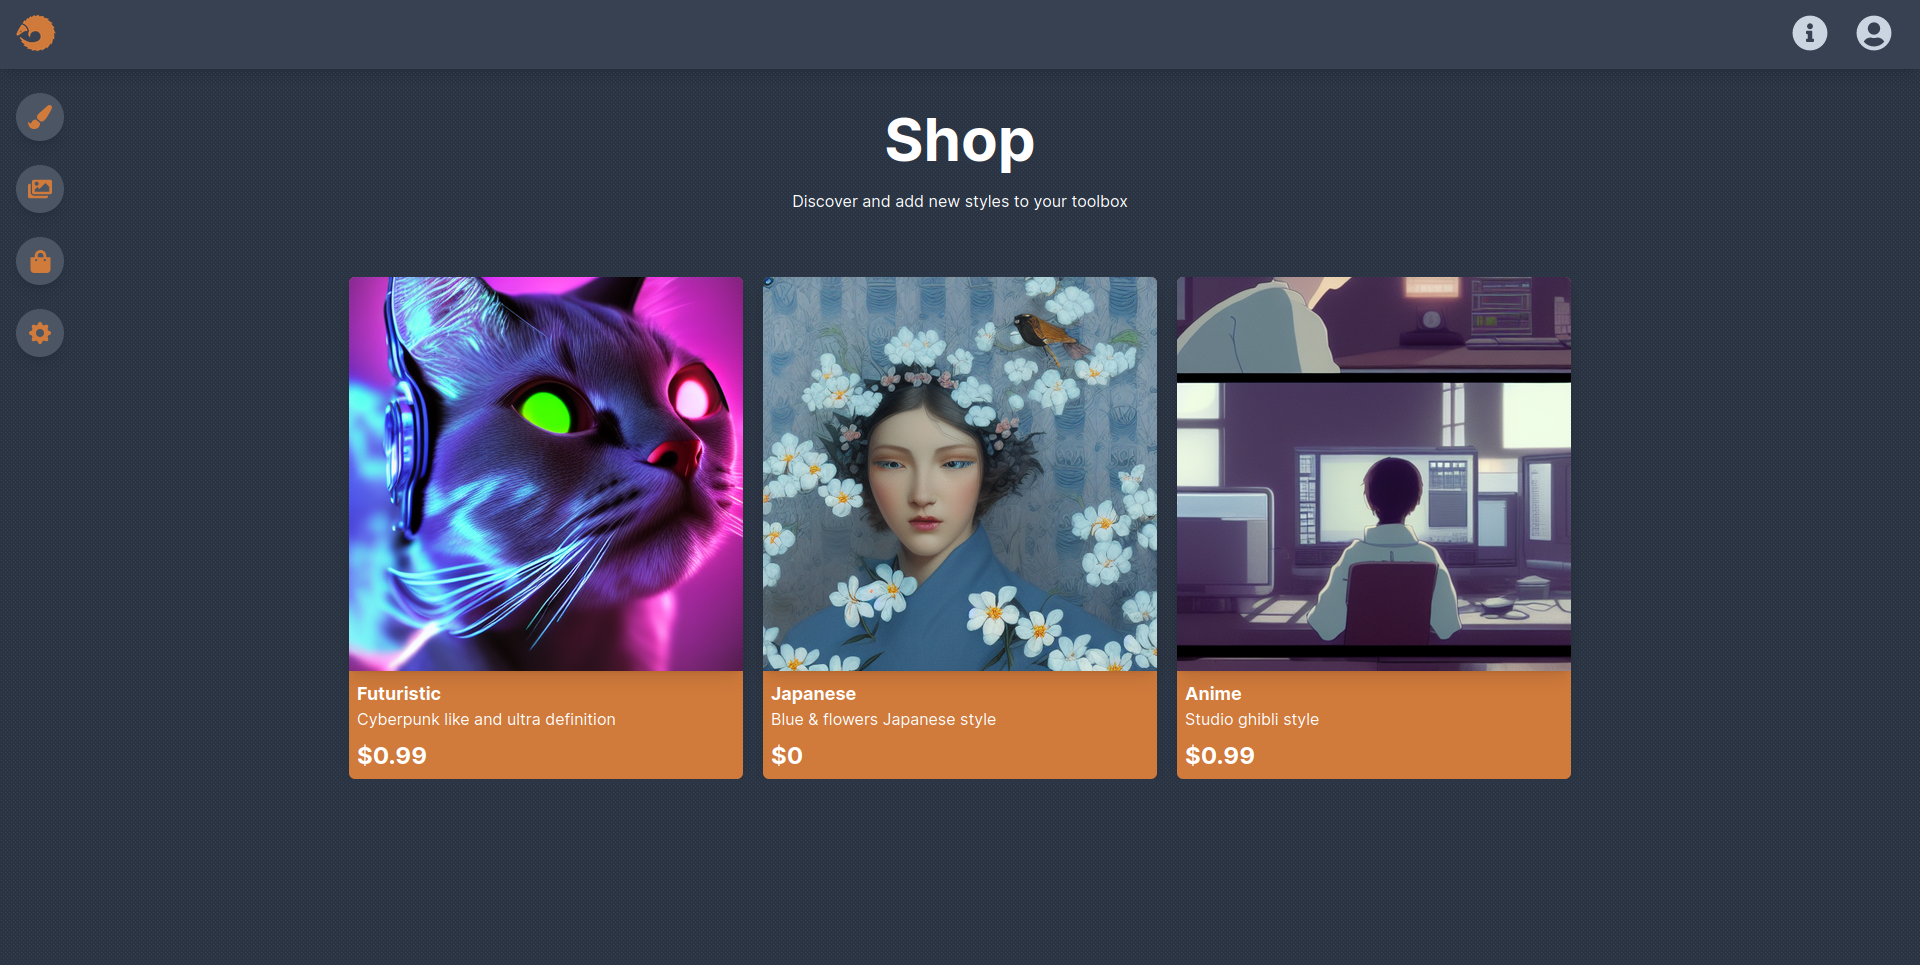 Shop
Discover and add new styles to your toolbox
Futuristic
Cyberpunk like and ultra definition
$0.99
Japanese
Blue & flowers Japanese style
$0
Anime
Studio ghibli style
$0.99